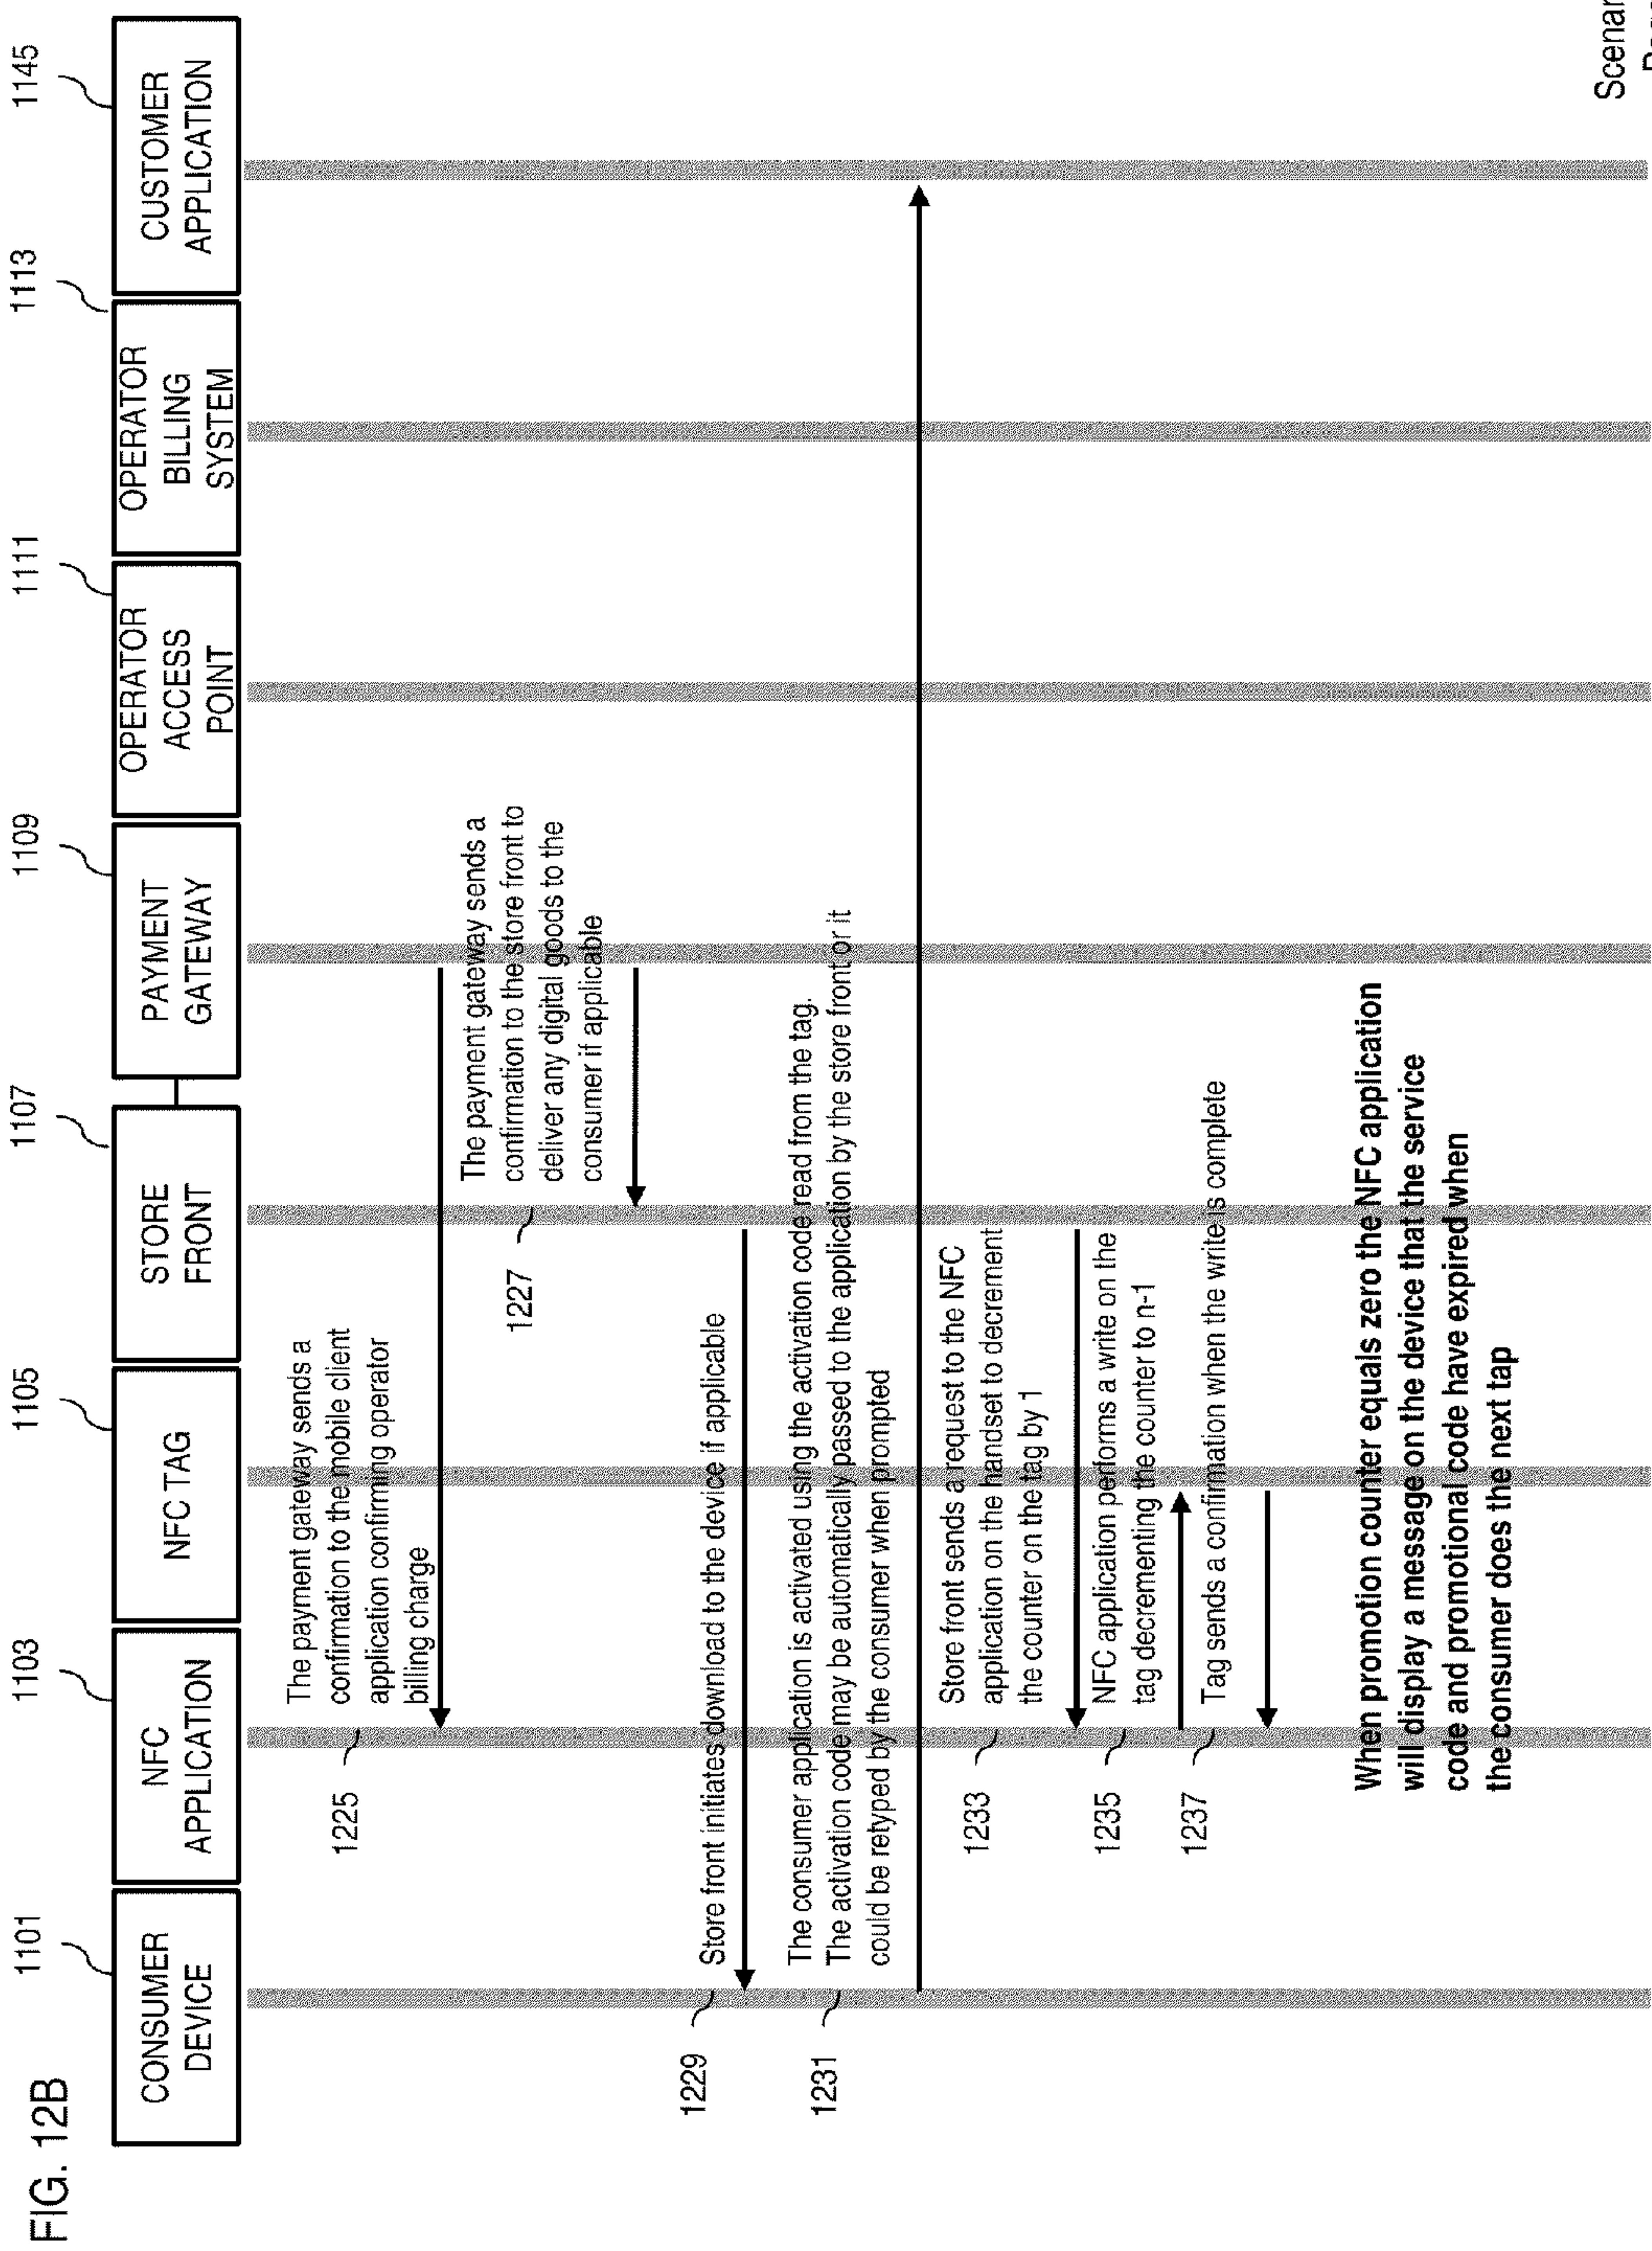 FIG. 12B
1101
1103
1105
1107
1109
1111
1113
1145
CONSUMER
DEVICE
NFC
APPLICATION
NFC TAG
STORE
FRONT
PAYMENT
GATEWAY
OPERATOR
ACCESS
POINT
OPERATOR
BILLING
SYSTEM
CUSTOMER
APPLICATION
1225
The payment gateway sends a
confirmation to the mobile client
application confirming operator
billing charge
1227
The payment gateway sends a
confirmation to the store front to
deliver any digital goods to the
consumer if applicable
1229
Store front initiates download to the device if applicable
1231
The consumer application is activated using the activation code read from the tag.
The activation code may be automatically passed to the application by the store front or it
could be retyped by the consumer when prompted
1233
Store front sends a request to the NFC
application on the handset to decrement
the counter on the tag by 1
1235
NFC application performs a write on the
tag decrementing the counter to n-1
1237
Tag sends a confirmation when the write is complete
When promotion counter equals zero the NFC application
will display a message on the device that the service
code and promotional code have expired when
the consumer does the next tap